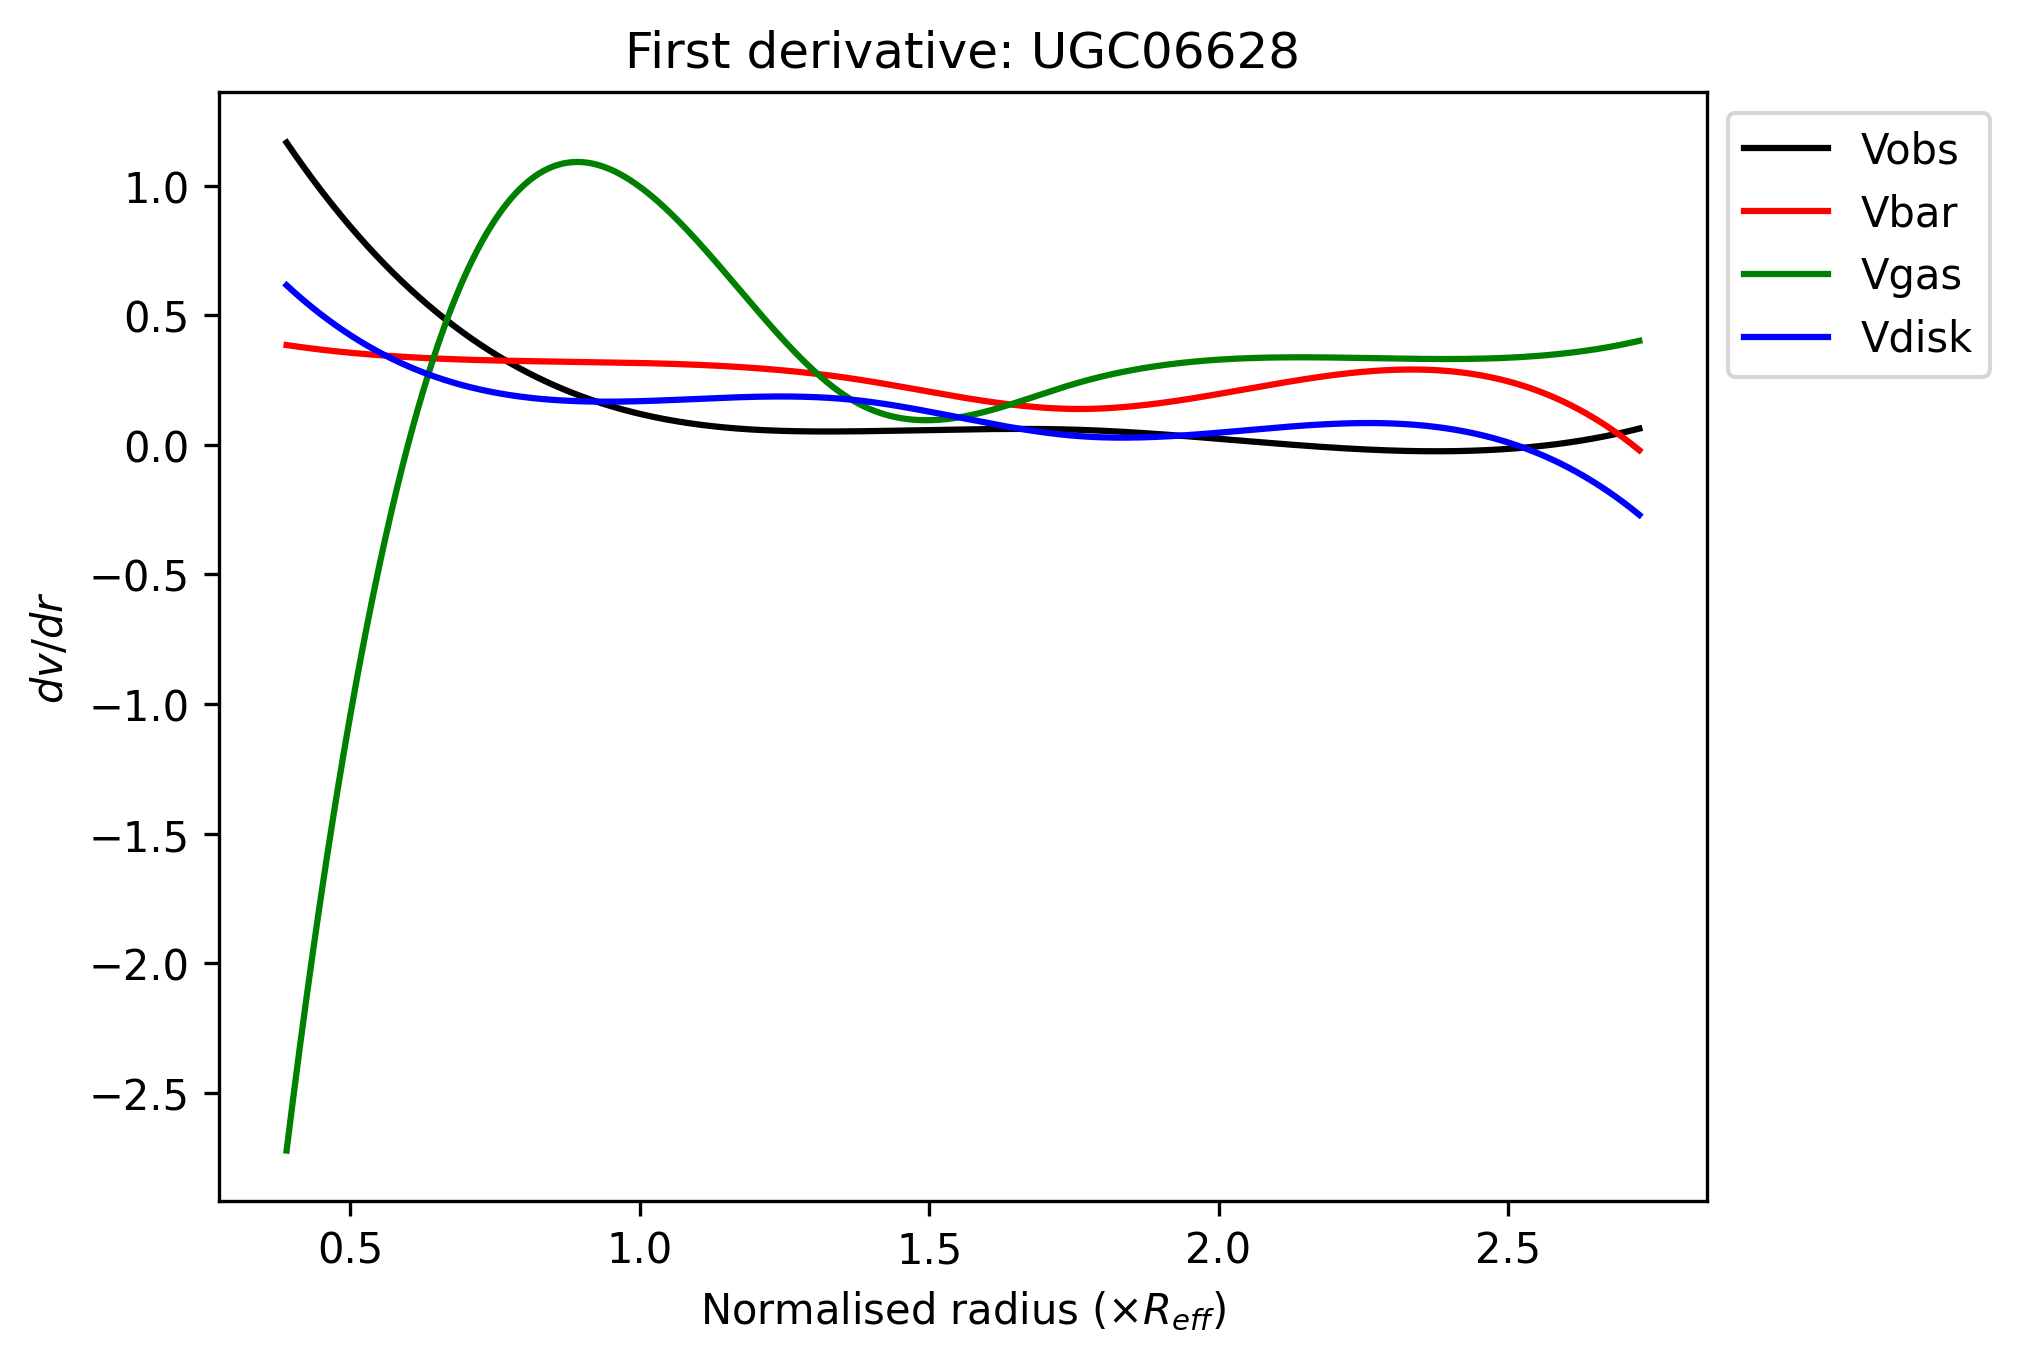 First derivative: UGC06628
Vobs
Vbar
Vgas
Vdisk
dv/dr
1.0
0.5
0.0
−0.5
−1.0
−1.5
−2.0
−2.5
0.5 1.0 1.5 2.0 2.5
Normalised radius (×R_eff)